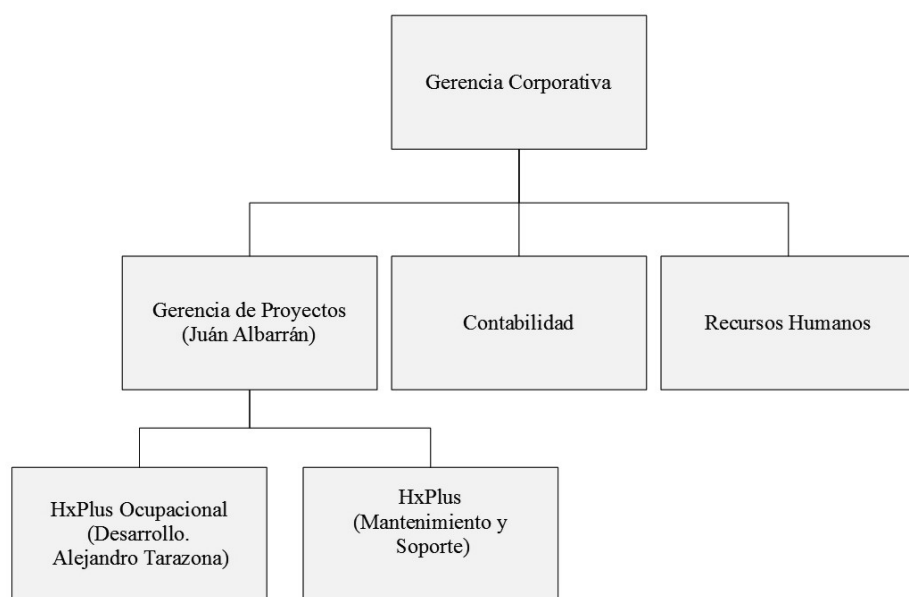 Gerencia Corporativa
Gerencia de Proyectos
(Juán Albarrán)
Contabilidad
Recursos Humanos
HxPlus Ocupacional
(Desarrollo.
Alejandro Tarazona)
HxPlus
(Mantenimiento y
Soporte)